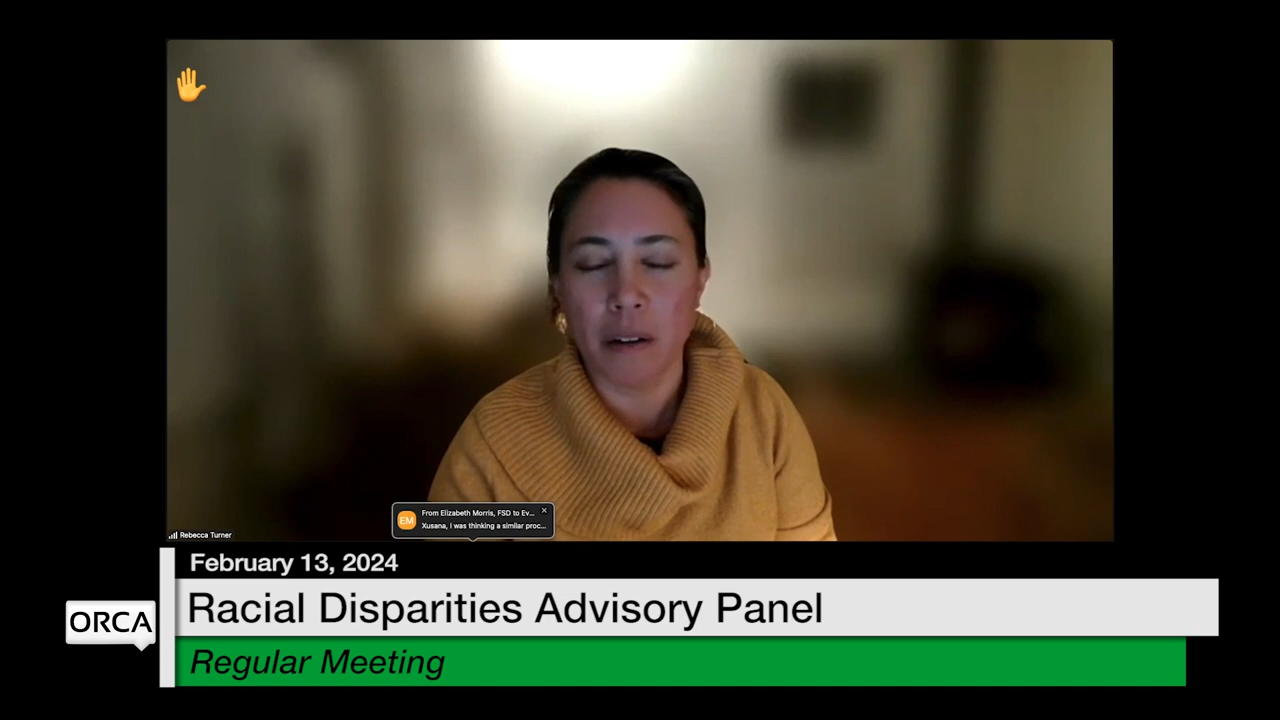 Rebecca Turner
EM
From Elizabeth Morris, FSD to Ev...
Xusana, I was thinking a similar proc...
February 13, 2024
ORCA
Racial Disparities Advisory Panel
Regular Meeting